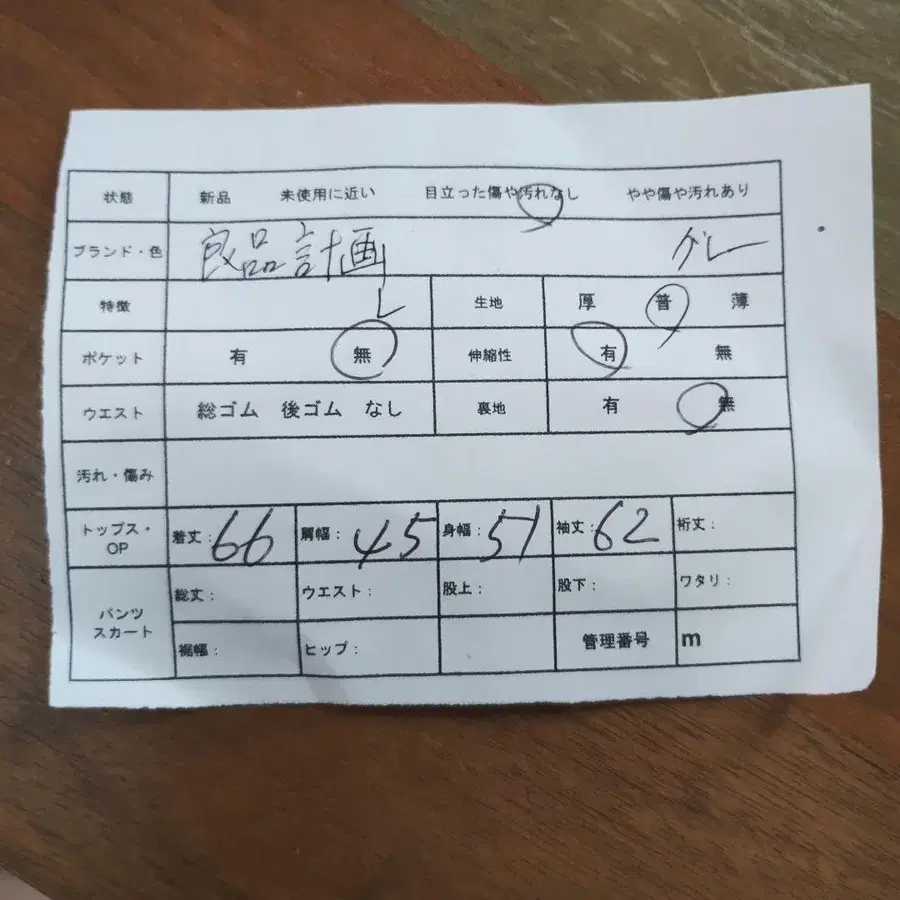 状態 新品 未使用に近い 目立った傷や汚れなし やや傷や汚れあり
ブランド・色 良品計画 グレー
特徴 L 生地 厚 普 薄
ポケット 有 無 伸縮性 有 無
ウエスト 総ゴム 後ゴム なし 裏地 有 無
汚れ・傷み
トップス・OP 着丈：66 肩幅：45 身幅：51 袖丈：62 裄丈：
パンツ スカート 総丈： ウエスト： 股上： 股下： ワタリ：
裾幅： ヒップ： 管理番号 m